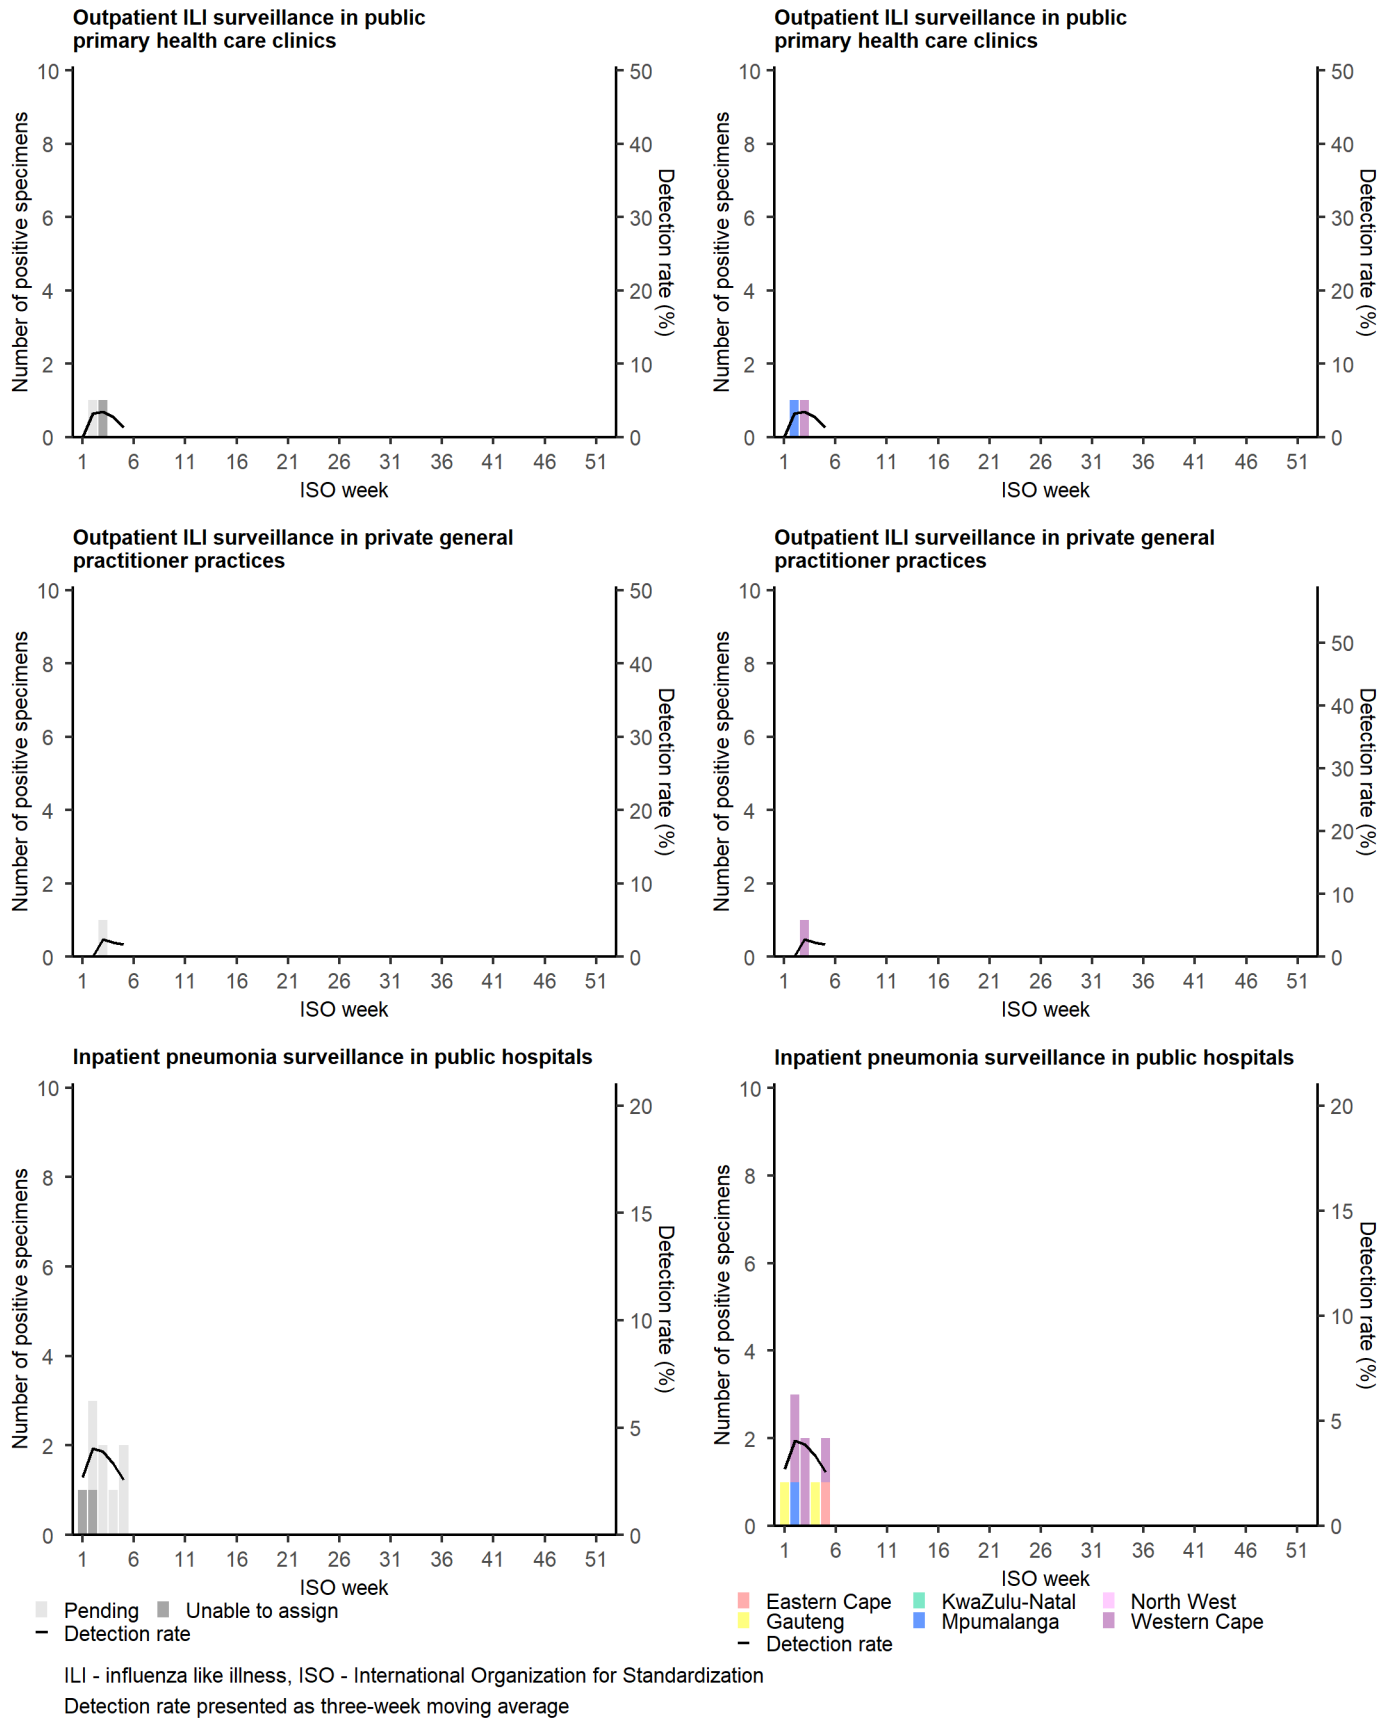 Outpatient ILI surveillance in public
primary health care clinics
10
8
6
4
2
0
Number of positive specimens
50
40
30
20
10
0
Detection rate (%)
1 6 11 16 21 26 31 36 41 46 51
ISO week
Outpatient ILI surveillance in public
primary health care clinics
10
8
6
4
2
0
Number of positive specimens
50
40
30
20
10
0
Detection rate (%)
1 6 11 16 21 26 31 36 41 46 51
ISO week
Outpatient ILI surveillance in private general
practitioner practices
10
8
6
4
2
0
Number of positive specimens
50
40
30
20
10
0
Detection rate (%)
1 6 11 16 21 26 31 36 41 46 51
ISO week
Outpatient ILI surveillance in private general
practitioner practices
10
8
6
4
2
0
Number of positive specimens
50
40
30
20
10
0
Detection rate (%)
1 6 11 16 21 26 31 36 41 46 51
ISO week
Inpatient pneumonia surveillance in public hospitals
10
8
6
4
2
0
Number of positive specimens
20
15
10
5
0
Detection rate (%)
1 6 11 16 21 26 31 36 41 46 51
ISO week
Pending Unable to assign
Detection rate
Inpatient pneumonia surveillance in public hospitals
10
8
6
4
2
0
Number of positive specimens
20
15
10
5
0
Detection rate (%)
1 6 11 16 21 26 31 36 41 46 51
ISO week
Eastern Cape KwaZulu-Natal North West
Gauteng Mpumalanga Western Cape
Detection rate
ILI - influenza like illness, ISO - International Organization for Standardization
Detection rate presented as three-week moving average